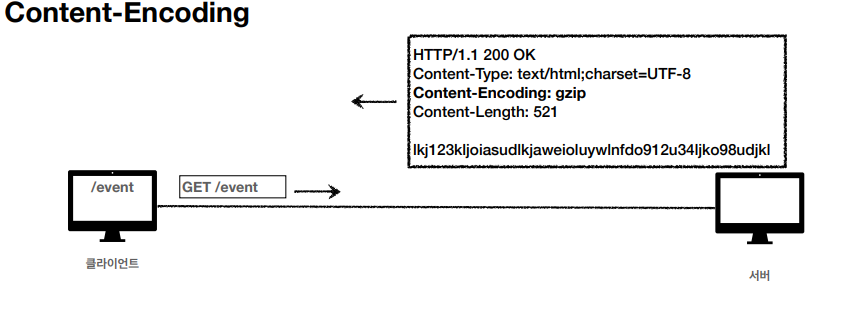 Content-Encoding
HTTP/1.1 200 OK
Content-Type: text/html;charset=UTF-8
Content-Encoding: gzip
Content-Length: 521
lkj123kljoiasudlkjaweioluywlnfdo912u34ljko98udjkl
/event
GET /event
클라이언트
서버